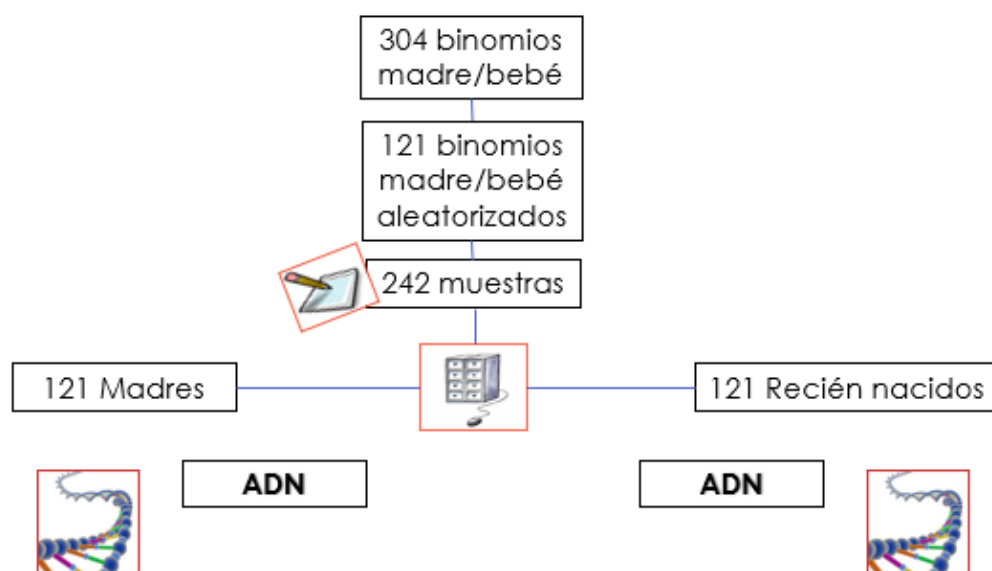 304 binomios
madre/bebé
121 binomios
madre/bebé
aleatorizados
242 muestras
121 Madres
121 Recién nacidos
ADN
ADN